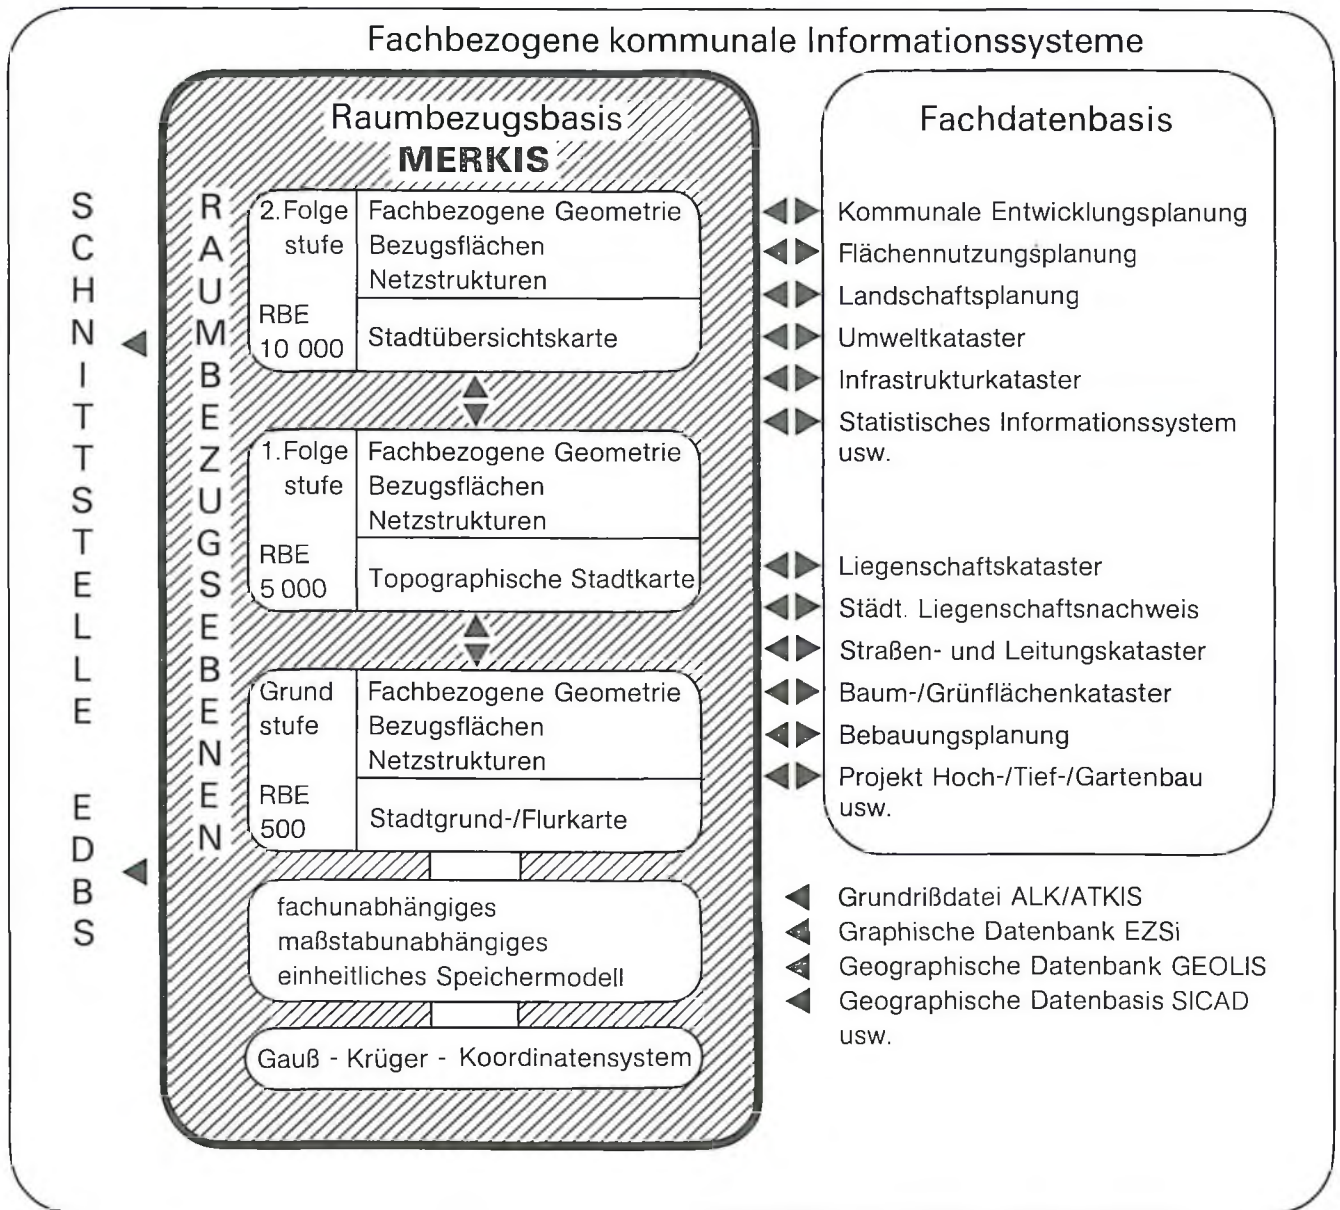 Fachbezogene kommunale Informationssysteme
SCHNITTSTELLE EDBS
RAUMBEZUGSEBENEN
Raumbezugsbasis
MERKIS
2.Folge
stufe
RBE
10 000
Fachbezogene Geometrie
Bezugsflächen
Netzstrukturen
Stadtübersichtskarte
1.Folge
stufe
RBE
5 000
Fachbezogene Geometrie
Bezugsflächen
Netzstrukturen
Topographische Stadtkarte
Grund
stufe
RBE
500
Fachbezogene Geometrie
Bezugsflächen
Netzstrukturen
Stadtgrund-/Flurkarte
fachunabhängiges
maßstabunabhängiges
einheitliches Speichermodell
Gauß - Krüger - Koordinatensystem
Fachdatenbasis
Kommunale Entwicklungsplanung
Flächennutzungsplanung
Landschaftsplanung
Umweltkataster
Infrastrukturkataster
Statistisches Informationssystem
usw.
Liegenschaftskataster
Städt. Liegenschaftsnachweis
Straßen- und Leitungskataster
Baum-/Grünflächenkataster
Bebauungsplanung
Projekt Hoch-/Tief-/Gartenbau
usw.
Grundrißdatei ALK/ATKIS
Graphische Datenbank EZSi
Geographische Datenbank GEOLIS
Geographische Datenbasis SICAD
usw.